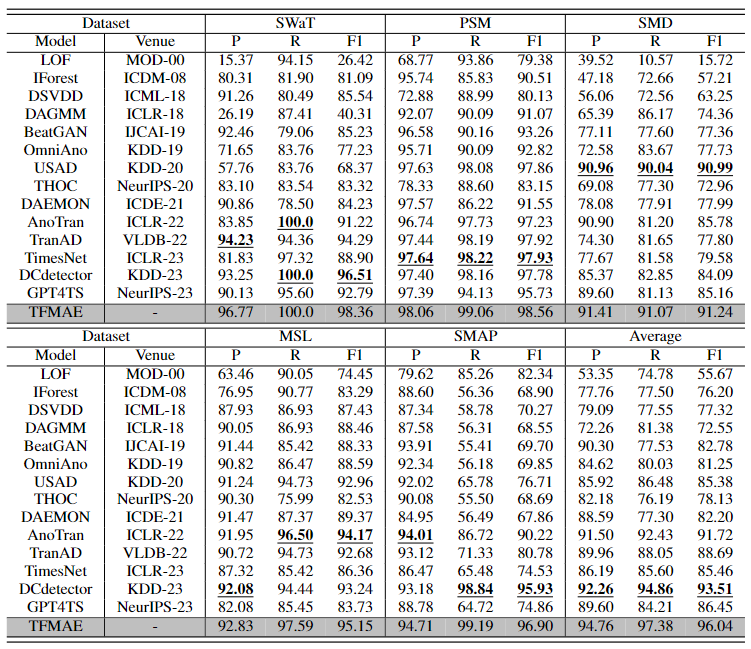 Dataset SWaT PSM SMD
Model Venue P R F1 P R F1 P R F1
LOF MOD-00 15.37 94.15 26.42 68.77 93.86 79.38 39.52 10.57 15.72
IForest ICDM-08 80.31 81.90 81.09 95.74 85.83 90.51 47.18 72.66 57.21
DSVDD ICML-18 91.26 80.49 85.54 72.88 88.99 80.13 56.06 72.56 63.25
DAGMM ICLR-18 26.19 87.41 40.31 92.07 90.09 91.07 65.39 86.17 74.36
BeatGAN IJCAI-19 92.46 79.06 85.23 96.58 90.16 93.26 77.11 77.60 77.36
OmniAno KDD-19 71.65 83.76 77.23 95.71 90.09 92.82 72.58 83.67 77.73
USAD KDD-20 57.76 83.76 68.37 97.63 98.08 97.86 90.96 90.04 90.99
THOC NeurIPS-20 83.10 83.54 83.32 78.33 88.60 83.15 69.08 77.30 72.96
DAEMON ICDE-21 90.86 78.50 84.23 97.57 86.22 91.55 78.08 77.91 77.99
AnoTran ICLR-22 83.85 100.0 91.22 96.74 97.73 97.23 90.90 81.20 85.78
TranAD VLDB-22 94.23 94.36 94.29 97.44 98.19 97.92 74.30 81.65 77.80
TimesNet ICLR-23 81.83 97.32 88.90 97.64 98.22 97.93 77.67 81.58 79.58
DCdetector KDD-23 93.25 100.0 96.51 97.40 98.16 97.78 85.37 82.85 84.09
GPT4TS NeurIPS-23 90.13 95.60 92.79 97.39 94.13 95.73 89.60 81.13 85.16
TFMAE - 96.77 100.0 98.36 98.06 99.06 98.56 91.41 91.07 91.24
Dataset MSL SMAP Average
Model Venue P R F1 P R F1 P R F1
LOF MOD-00 63.46 90.05 74.45 79.62 85.26 82.34 53.35 74.78 55.67
IForest ICDM-08 76.95 90.77 83.29 88.60 56.36 68.90 77.76 77.50 76.20
DSVDD ICML-18 87.93 86.93 87.43 87.34 58.78 70.27 79.09 77.55 77.32
DAGMM ICLR-18 90.05 86.93 88.46 87.58 56.31 68.55 72.26 81.38 72.55
BeatGAN IJCAI-19 91.44 85.42 88.33 93.91 55.41 69.70 90.30 77.53 82.78
OmniAno KDD-19 90.82 86.47 88.59 92.34 56.18 69.85 84.62 80.03 81.25
USAD KDD-20 91.24 94.73 92.96 92.02 65.78 76.71 85.92 86.48 85.38
THOC NeurIPS-20 90.30 75.99 82.53 90.08 55.50 68.69 82.18 76.19 78.13
DAEMON ICDE-21 91.47 87.37 89.37 84.95 56.49 67.86 88.59 77.30 82.20
AnoTran ICLR-22 91.95 96.50 94.17 94.01 86.72 90.22 91.50 92.43 91.72
TranAD VLDB-22 90.72 94.73 92.68 93.12 71.33 80.78 89.96 88.05 88.69
TimesNet ICLR-23 87.32 85.42 86.36 86.47 65.48 74.53 86.19 85.60 85.46
DCdetector KDD-23 92.08 94.44 93.24 93.18 98.84 95.93 92.26 94.86 93.51
GPT4TS NeurIPS-23 82.08 85.45 83.73 88.78 64.72 74.86 89.60 84.21 86.45
TFMAE - 92.83 97.59 95.15 94.71 99.19 96.90 94.76 97.38 96.04